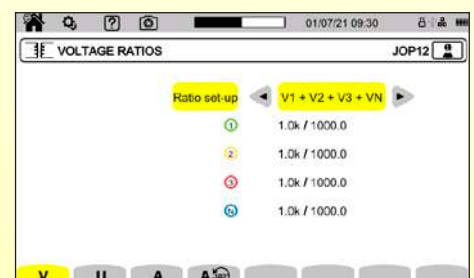 01/07/21 09:30
VOLTAGE RATIOS
JOP12
Ratio set-up ◀ V1 + V2 + V3 + VN ▶
1 1.0k / 1000.0
2 1.0k / 1000.0
3 1.0k / 1000.0
N 1.0k / 1000.0
V U A